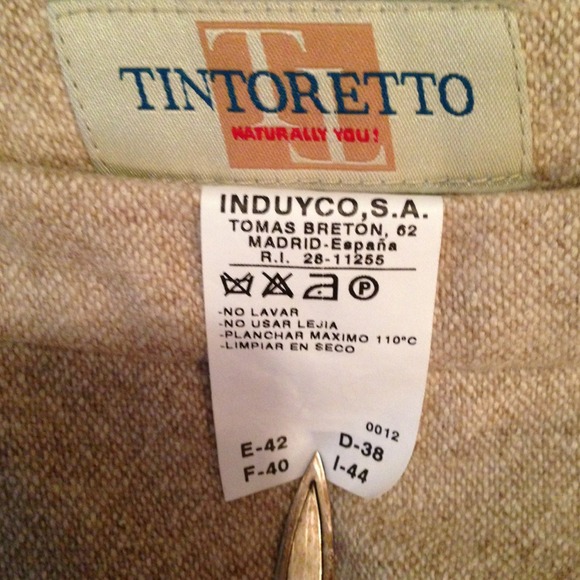 TINTORETTO
NATURALLY YOU!
INDUYCO,S.A.
TOMAS BRETON, 62
MADRID-España
R.I. 28-11255
-NO LAVAR
-NO USAR LEJIA
-PLANCHAR MAXIMO 110ºC
-LIMPIAR EN SECO
0012
E-42 D-38
F-40 I-44